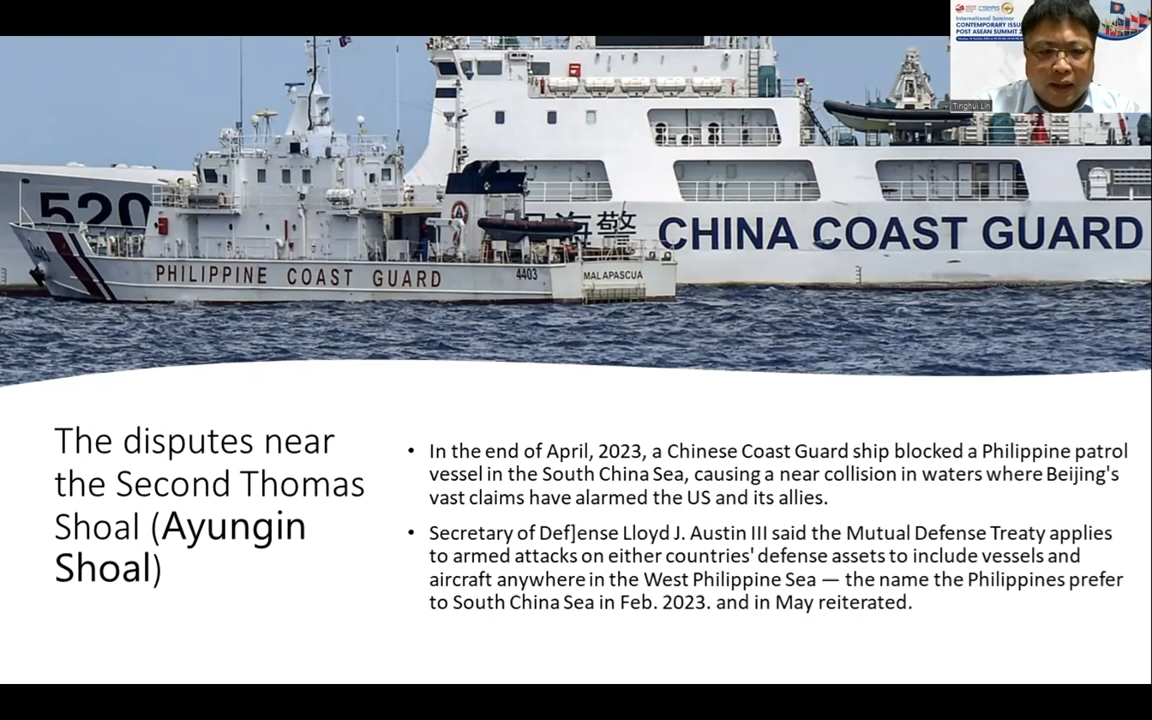 International Seminar
CONTEMPORARY ISSU
POST ASEAN SUMMIT 2
Tinghui Lin
520
海警
CHINA COAST GUARD
4403
PHILIPPINE COAST GUARD
4403
MALAPASCUA
The disputes near
the Second Thomas
Shoal (Ayungin
Shoal)
• In the end of April, 2023, a Chinese Coast Guard ship blocked a Philippine patrol
vessel in the South China Sea, causing a near collision in waters where Beijing's
vast claims have alarmed the US and its allies.
• Secretary of Def]ense Lloyd J. Austin III said the Mutual Defense Treaty applies
to armed attacks on either countries' defense assets to include vessels and
aircraft anywhere in the West Philippine Sea — the name the Philippines prefer
to South China Sea in Feb. 2023. and in May reiterated.